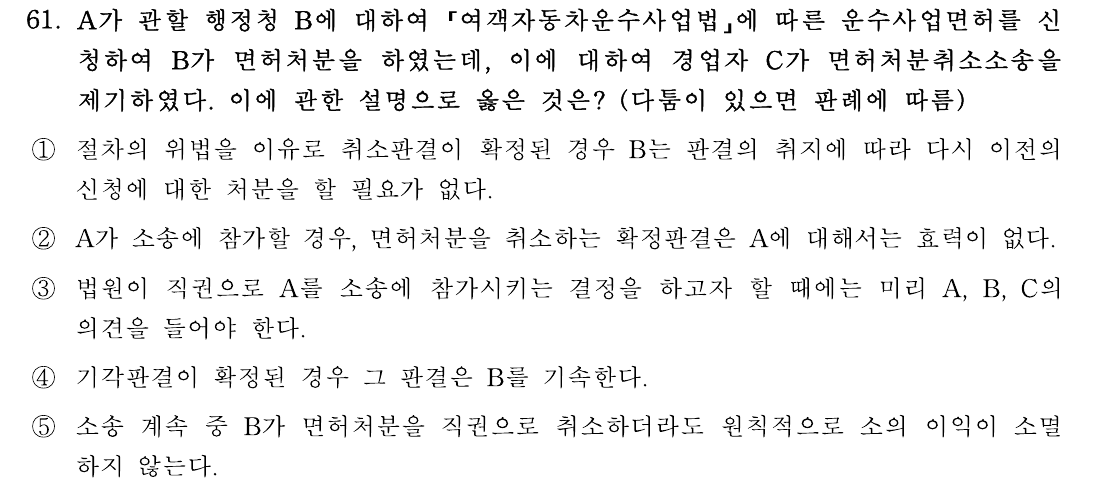 61. A가 관할 행정청 B에 대하여 「여객자동차운수사업법」에 따른 운수사업면허를 신
청하여 B가 면허처분을 하였는데, 이에 대하여 경업자 C가 면허처분취소소송을
제기하였다. 이에 관한 설명으로 옳은 것은? (다툼이 있으면 판례에 따름)
① 절차의 위법을 이유로 취소판결이 확정된 경우 B는 판결의 취지에 따라 다시 이전의
신청에 대한 처분을 할 필요가 없다.
② A가 소송에 참가할 경우, 면허처분을 취소하는 확정판결은 A에 대해서는 효력이 없다.
③ 법원이 직권으로 A를 소송에 참가시키는 결정을 하고자 할 때에는 미리 A, B, C의
의견을 들어야 한다.
④ 기각판결이 확정된 경우 그 판결은 B를 기속한다.
⑤ 소송 계속 중 B가 면허처분을 직권으로 취소하더라도 원칙적으로 소의 이익이 소멸
하지 않는다.